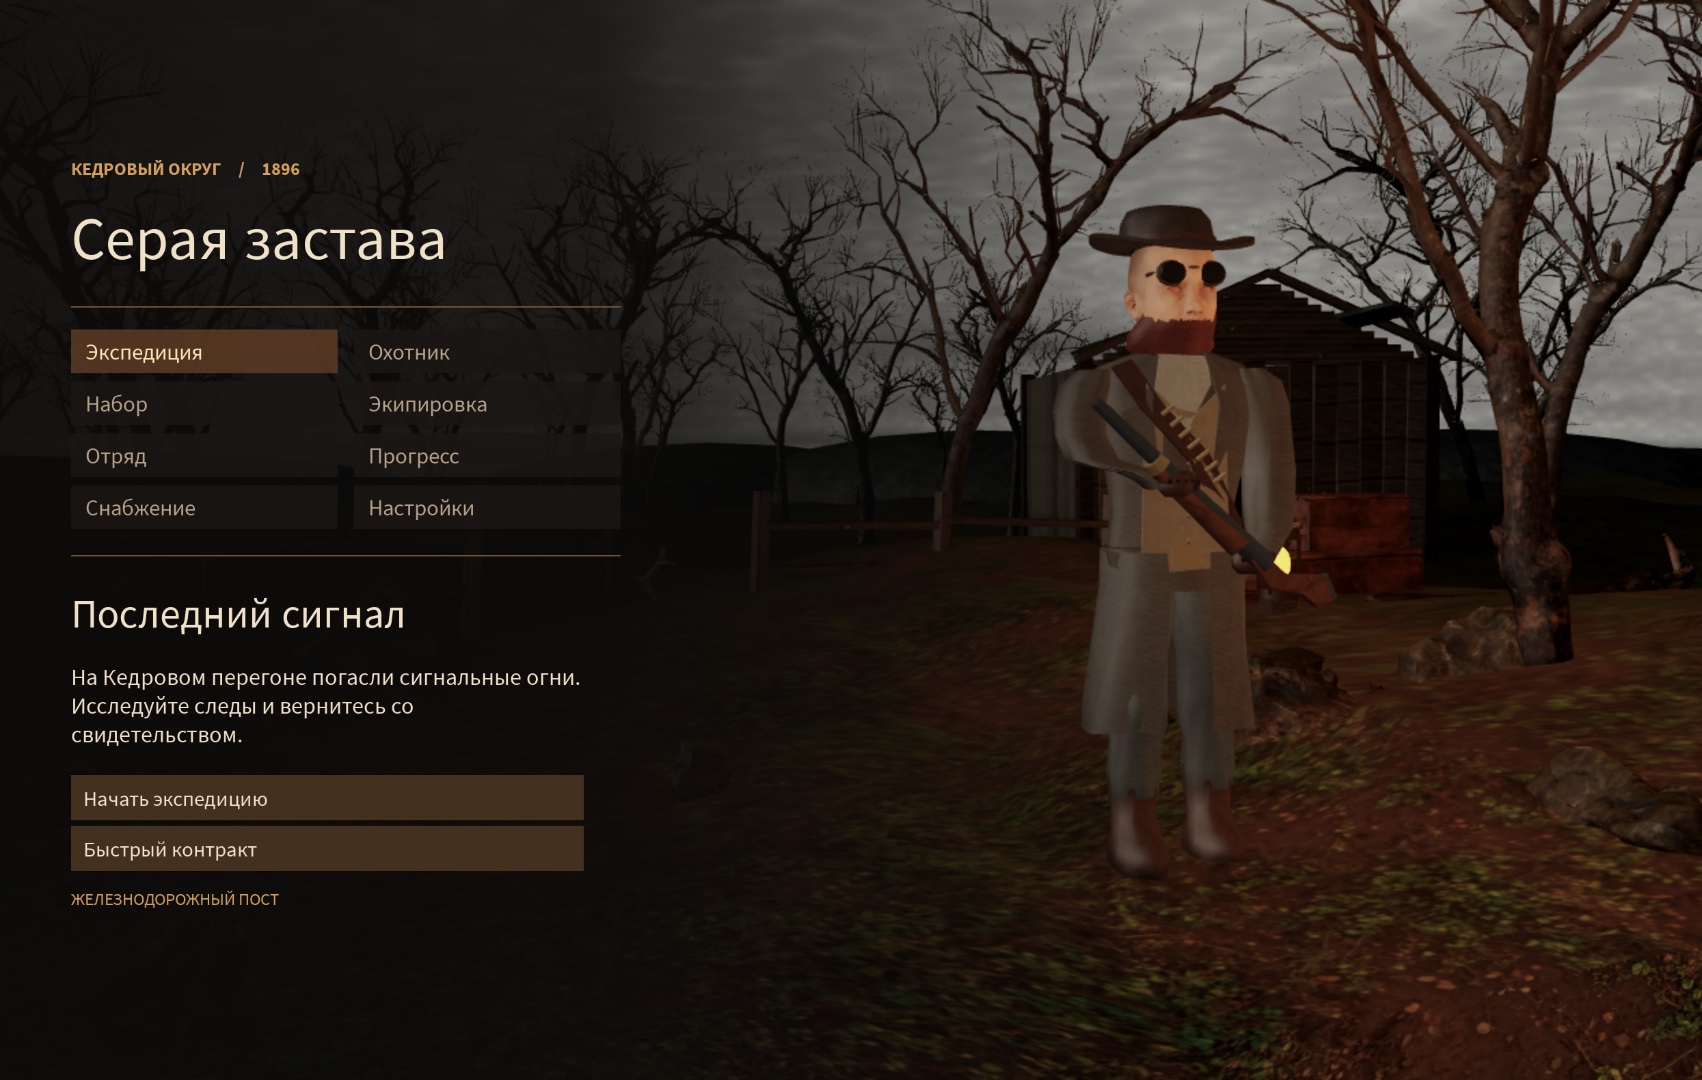 КЕДРОВЫЙ ОКРУГ / 1896
Серая застава
Экспедиция
Охотник
Набор
Экипировка
Отряд
Прогресс
Снабжение
Настройки
Последний сигнал
На Кедровом перегоне погасли сигнальные огни.
Исследуйте следы и вернитесь со
свидетельством.
Начать экспедицию
Быстрый контракт
ЖЕЛЕЗНОДОРОЖНЫЙ ПОСТ